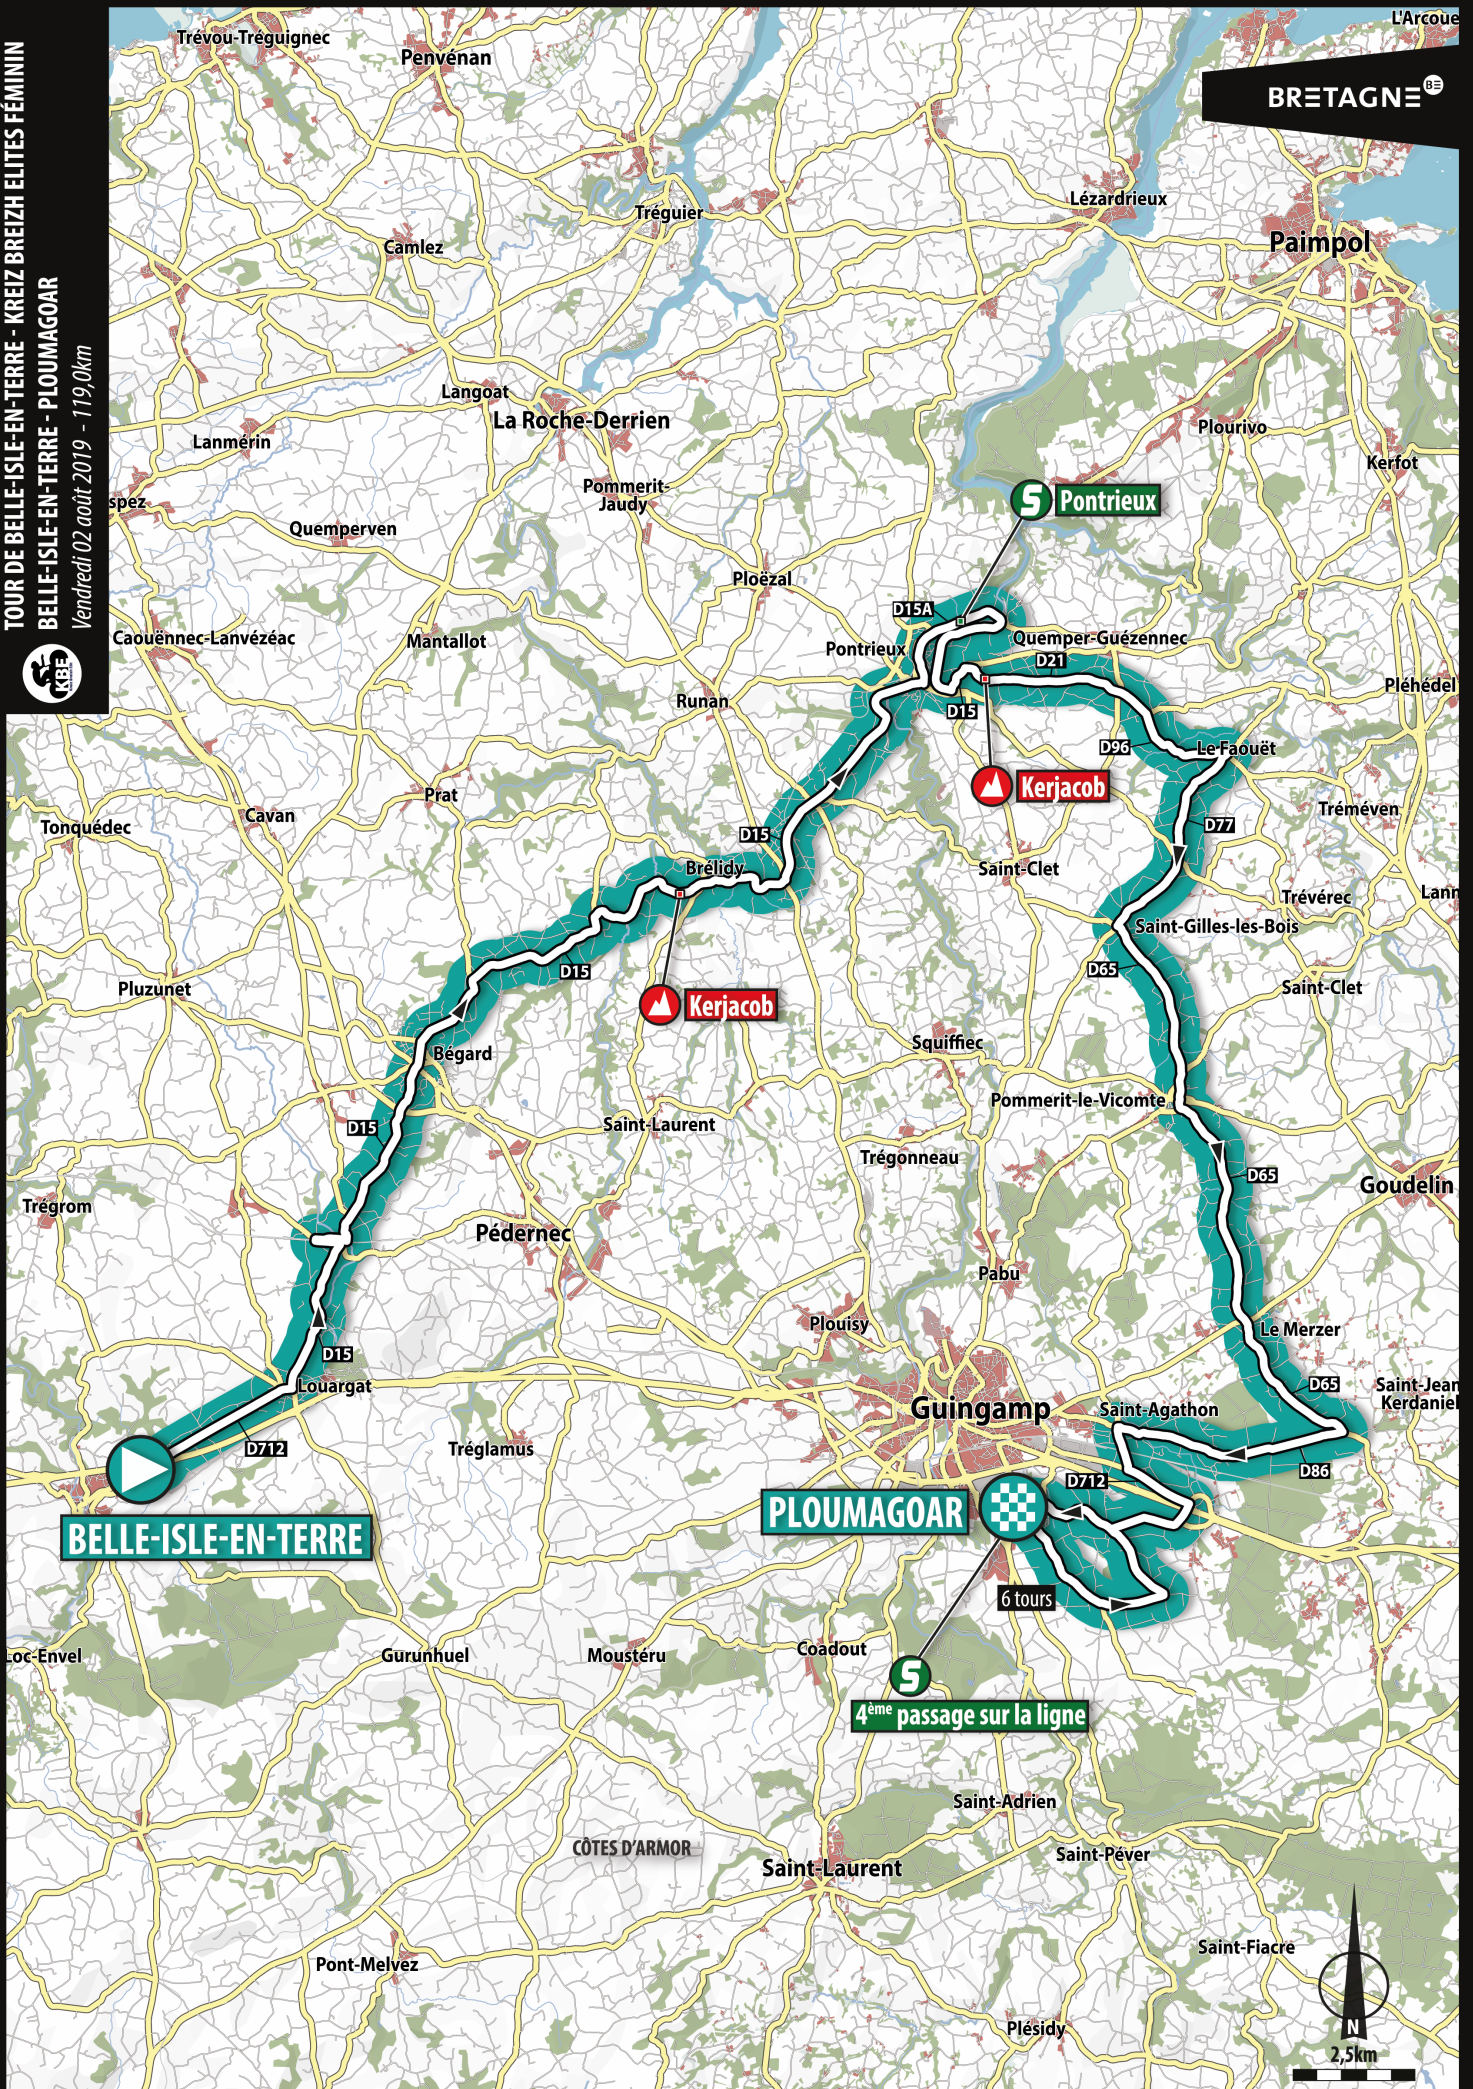 TOUR DE BELLE-ISLE-EN-TERRE - KREIZ BREIZH ELITES FÉMININ
BELLE-ISLE-EN-TERRE - PLOUMAGOAR
Vendredi 02 août 2019 - 119,0km
KBE
BRETAGNE
BE
L'Arcoue
Trévou-Tréguignec
Penvénan
Lézardrieux
Tréguier
Paimpol
Camlez
Langoat
La Roche-Derrien
Plourivo
Lanmérin
Kerfot
Pommerit-
Jaudy
spez
S
Pontrieux
Quemperven
Ploëzal
D15A
Caouënnec-Lanvézéac
Mantallot
Pontrieux
Quemper-Guézennec
D21
Pléhédel
Runan
D15
D96
Le Faouët
Kerjacob
Prat
Cavan
Tréméven
Tonquédec
D15
D77
Brélidy
Saint-Clet
Trévérec
Lann
Saint-Gilles-les-Bois
D15
D65
Pluzunet
Saint-Clet
Kerjacob
Squiffiec
Bégard
Pommerit-le-Vicomte
D15
Saint-Laurent
Trégonneau
D65
Goudelin
Trégrom
Pédernec
Pabu
Plouisy
Le Merzer
D15
Louargat
D65
Saint-Jean
Kerdaniel
Guingamp
Saint-Agathon
D712
Tréglamus
D86
D712
PLOUMAGOAR
BELLE-ISLE-EN-TERRE
6 tours
Loc-Envel
Gurunhuel
Moustéru
Coadout
S
4ème passage sur la ligne
Saint-Adrien
CÔTES D'ARMOR
Saint-Péver
Saint-Laurent
Saint-Fiacre
Pont-Melvez
Plésidy
N
2,5km